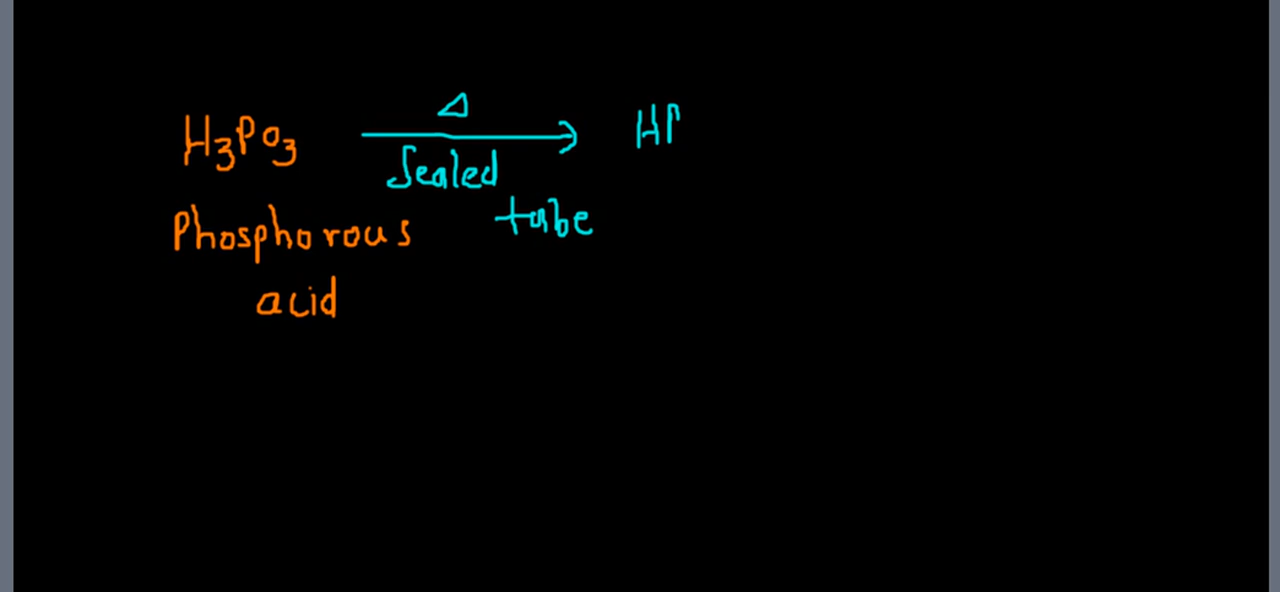 H₃PO₃ Δ HP
Sealed
tube
Phosphorous
acid